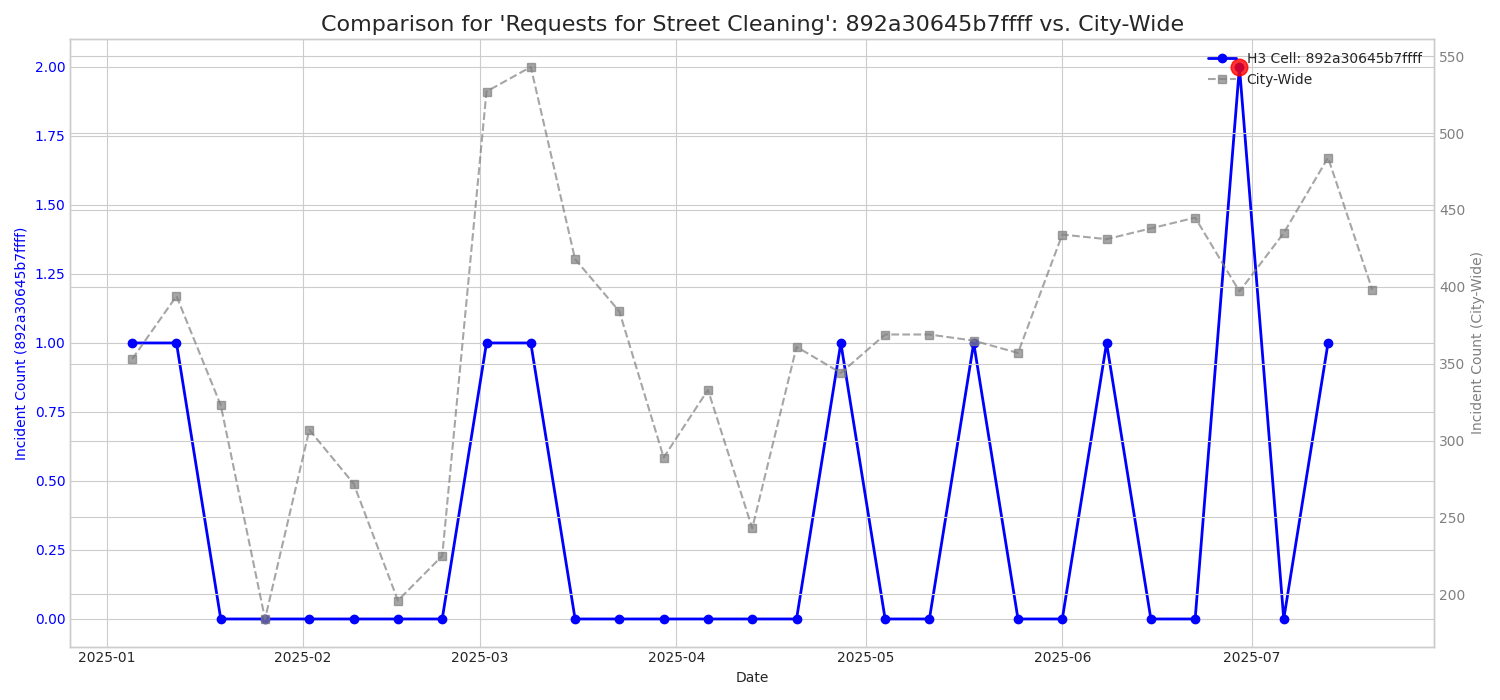 Comparison for 'Requests for Street Cleaning': 892a30645b7ffff vs. City-Wide
H3 Cell: 892a30645b7ffff
City-Wide
Incident Count (892a30645b7ffff)
2.00
1.75
1.50
1.25
1.00
0.75
0.50
0.25
0.00
550
500
450
400
350
300
250
200
Incident Count (City-Wide)
2025-01 2025-02 2025-03 2025-04 2025-05 2025-06 2025-07
Date